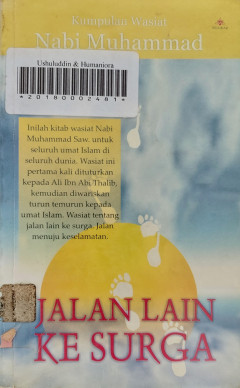 Kumpulan Wasiat
Nabi Muhammad
Ushuluddin & Humaniora
*20180002481*
Inilah kitab wasiat Nabi
Muhammad Saw. untuk
seluruh umat Islam di
seluruh dunia. Wasiat ini
pertama kali dituturkan
kepada Ali Ibn Abi Thalib,
kemudian diwariskan
turun temurun kepada
umat Islam. Wasiat tentang
jalan lain ke surga. Jalan
menuju keselamatan.
JALAN LAIN
KE SURGA